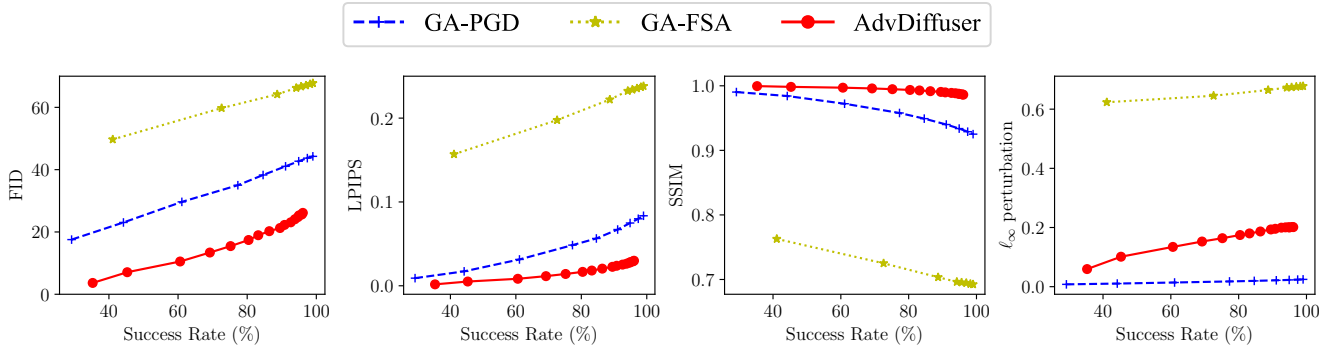 GA-PGD GA-FSA AdvDiffuser
FID
0
20
40
60
40 60 80 100
Success Rate (%)
LPIPS
0.0
0.1
0.2
40 60 80 100
Success Rate (%)
SSIM
0.7
0.8
0.9
1.0
40 60 80 100
Success Rate (%)
ℓ∞ perturbation
0.0
0.2
0.4
0.6
40 60 80 100
Success Rate (%)